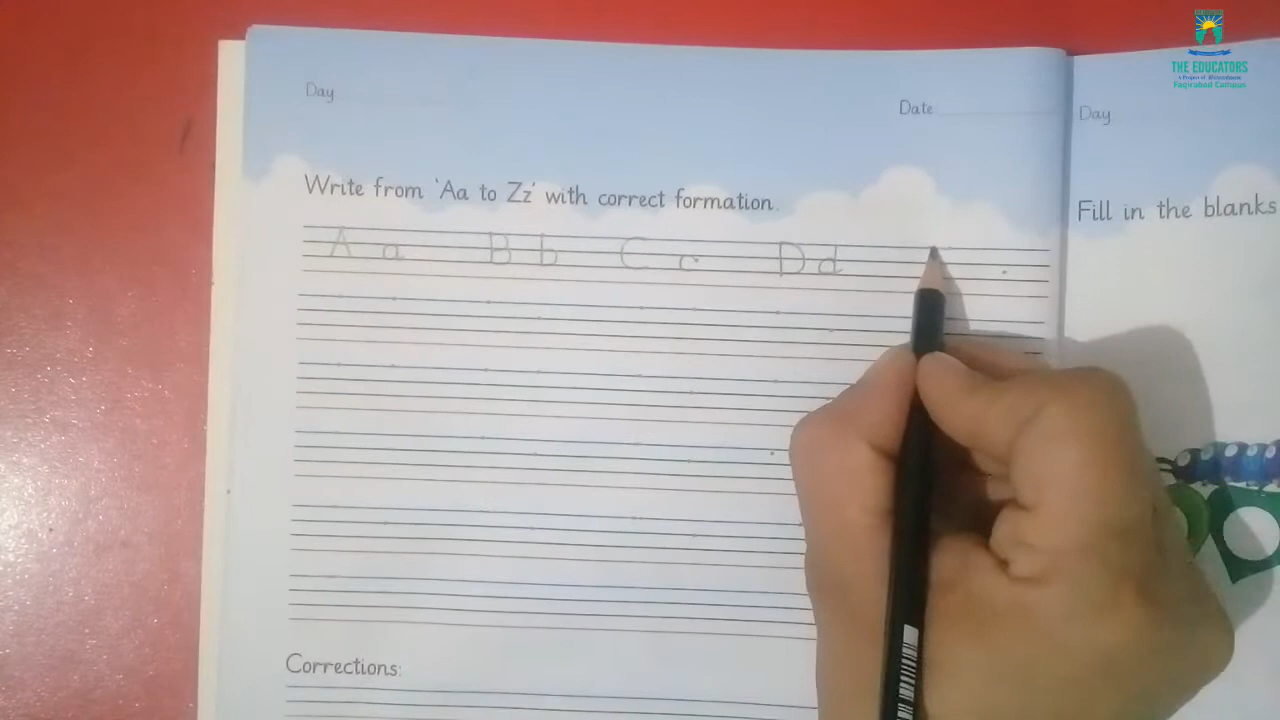 THE EDUCATORS
Faqirabad Campus
Day
Date
Day
Write from 'Aa to Zz' with correct formation.
Fill in the blanks
A a B b C c D d
Corrections: